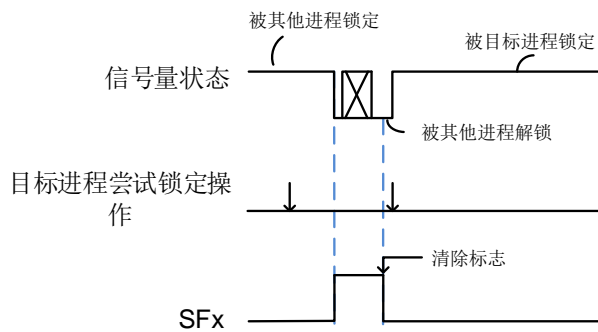 被其他进程锁定
被目标进程锁定
信号量状态
被其他进程解锁
目标进程尝试锁定操
作
清除标志
SFx